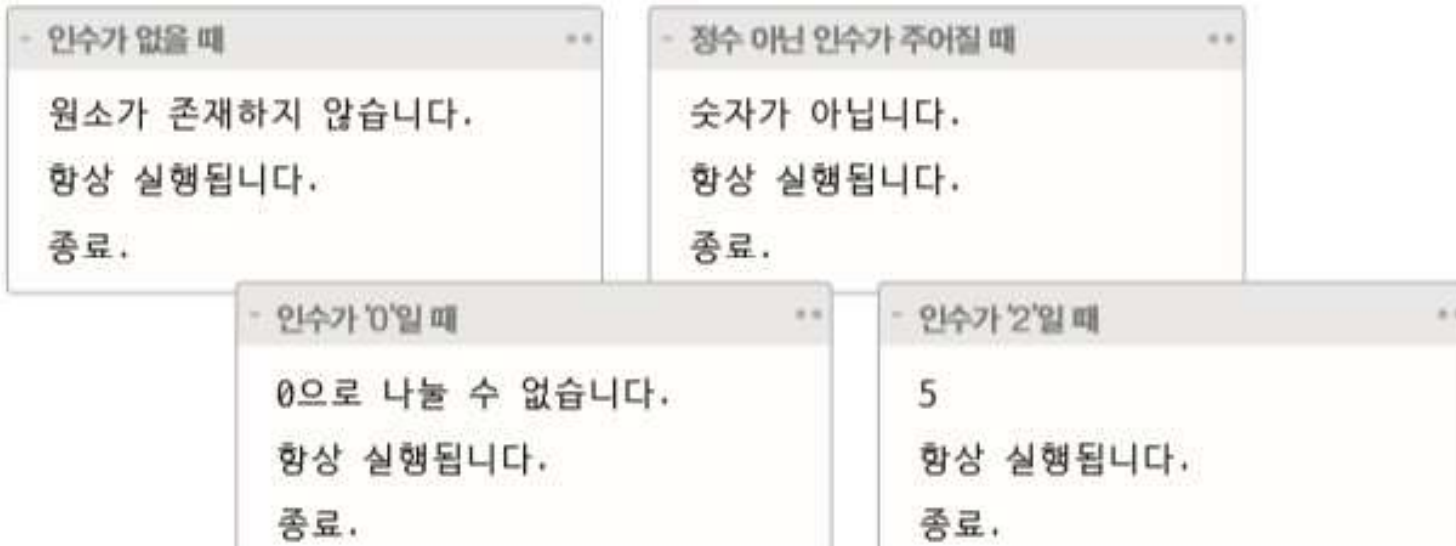 인수가 없을 때
원소가 존재하지 않습니다.
항상 실행됩니다.
종료.
정수 아닌 인수가 주어질 때
숫자가 아닙니다.
항상 실행됩니다.
종료.
인수가 '0'일 때
0으로 나눌 수 없습니다.
항상 실행됩니다.
종료.
인수가 '2'일 때
5
항상 실행됩니다.
종료.